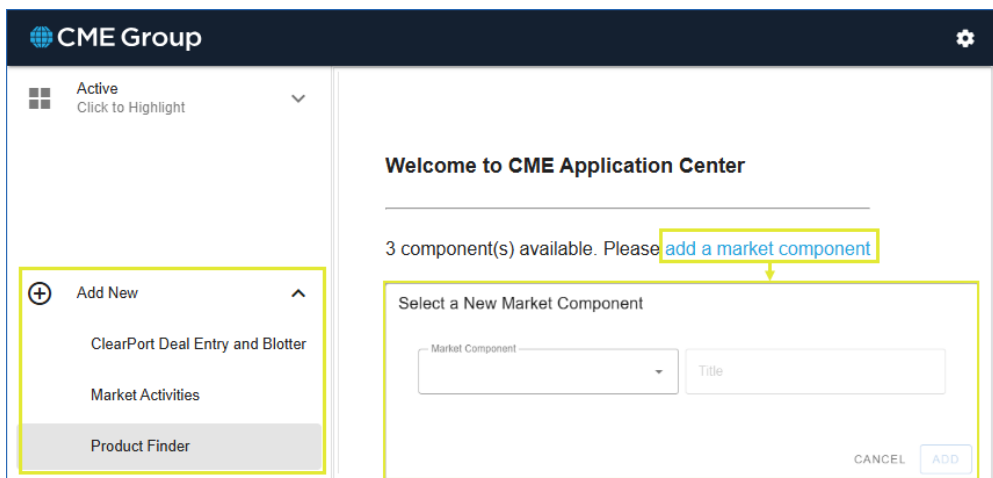 CME Group
Active
Click to Highlight
Welcome to CME Application Center
3 component(s) available. Please add a market component
Add New
ClearPort Deal Entry and Blotter
Market Activities
Product Finder
Select a New Market Component
Market Component
Title
CANCEL ADD